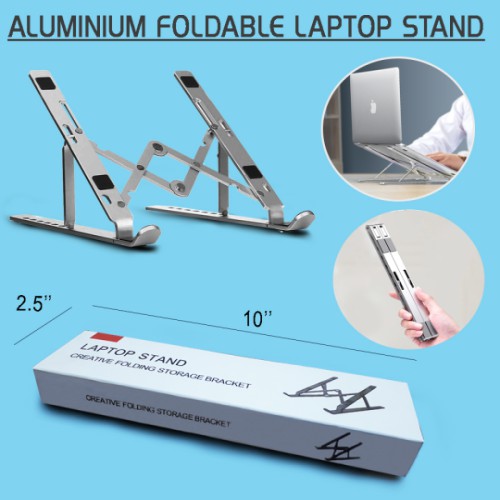 ALUMINIUM FOLDABLE LAPTOP STAND
2.5’’
10’’
LAPTOP STAND
CREATIVE FOLDING STORAGE BRACKET
CREATIVE FOLDING STORAGE BRACKET